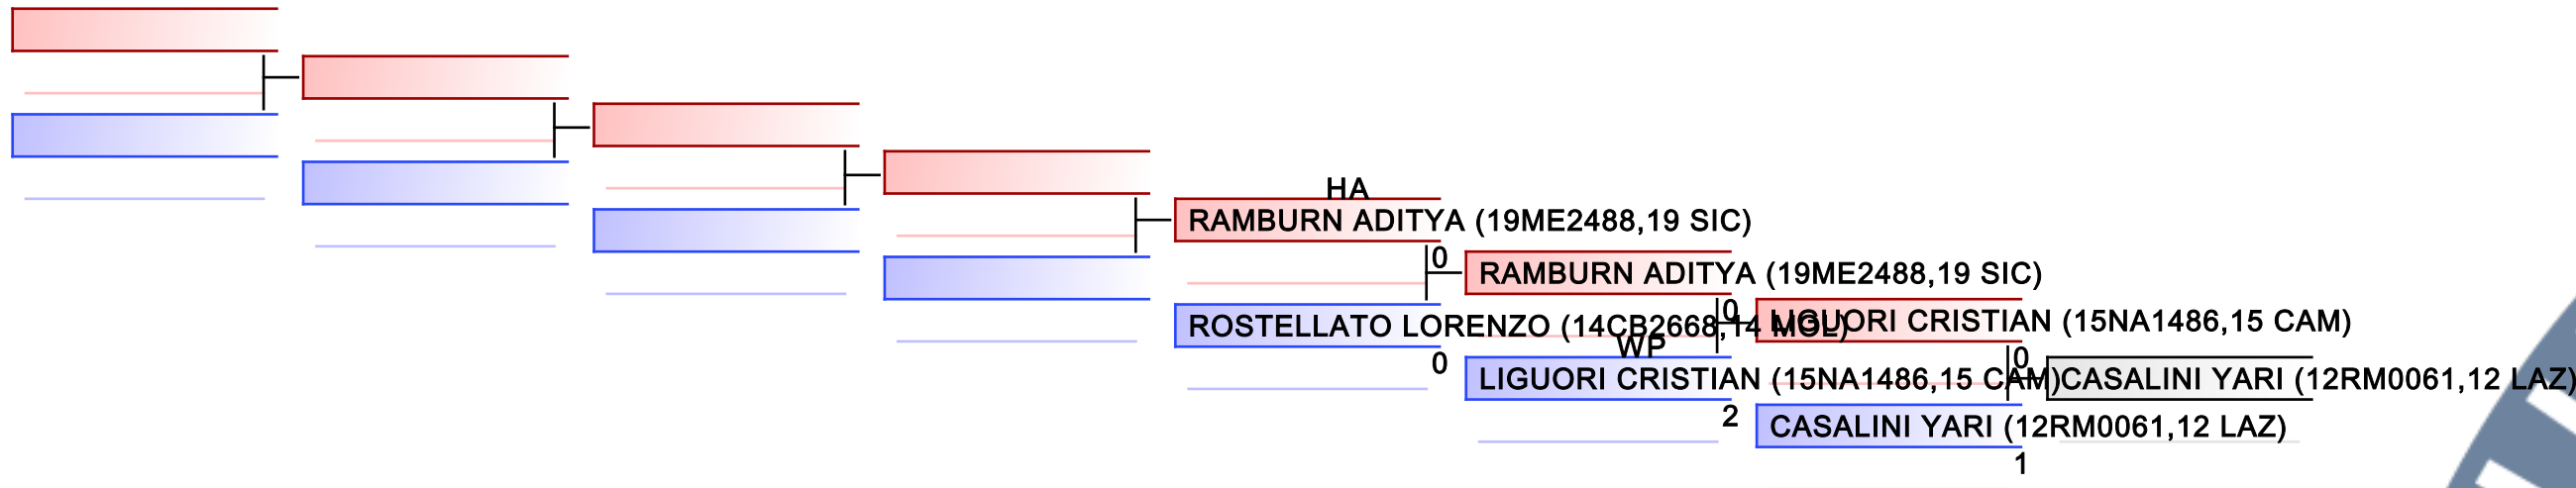 HA
RAMBURN ADITYA (19ME2488,19 SIC)
0
RAMBURN ADITYA (19ME2488,19 SIC)
ROSTELLATO LORENZO (14CB2668,14 MOL)
0
LIGUORI CRISTIAN (15NA1486,15 CAM)
WP
0
0
LIGUORI CRISTIAN (15NA1486,15 CAM)
CASALINI YARI (12RM0061,12 LAZ)
2
CASALINI YARI (12RM0061,12 LAZ)
1